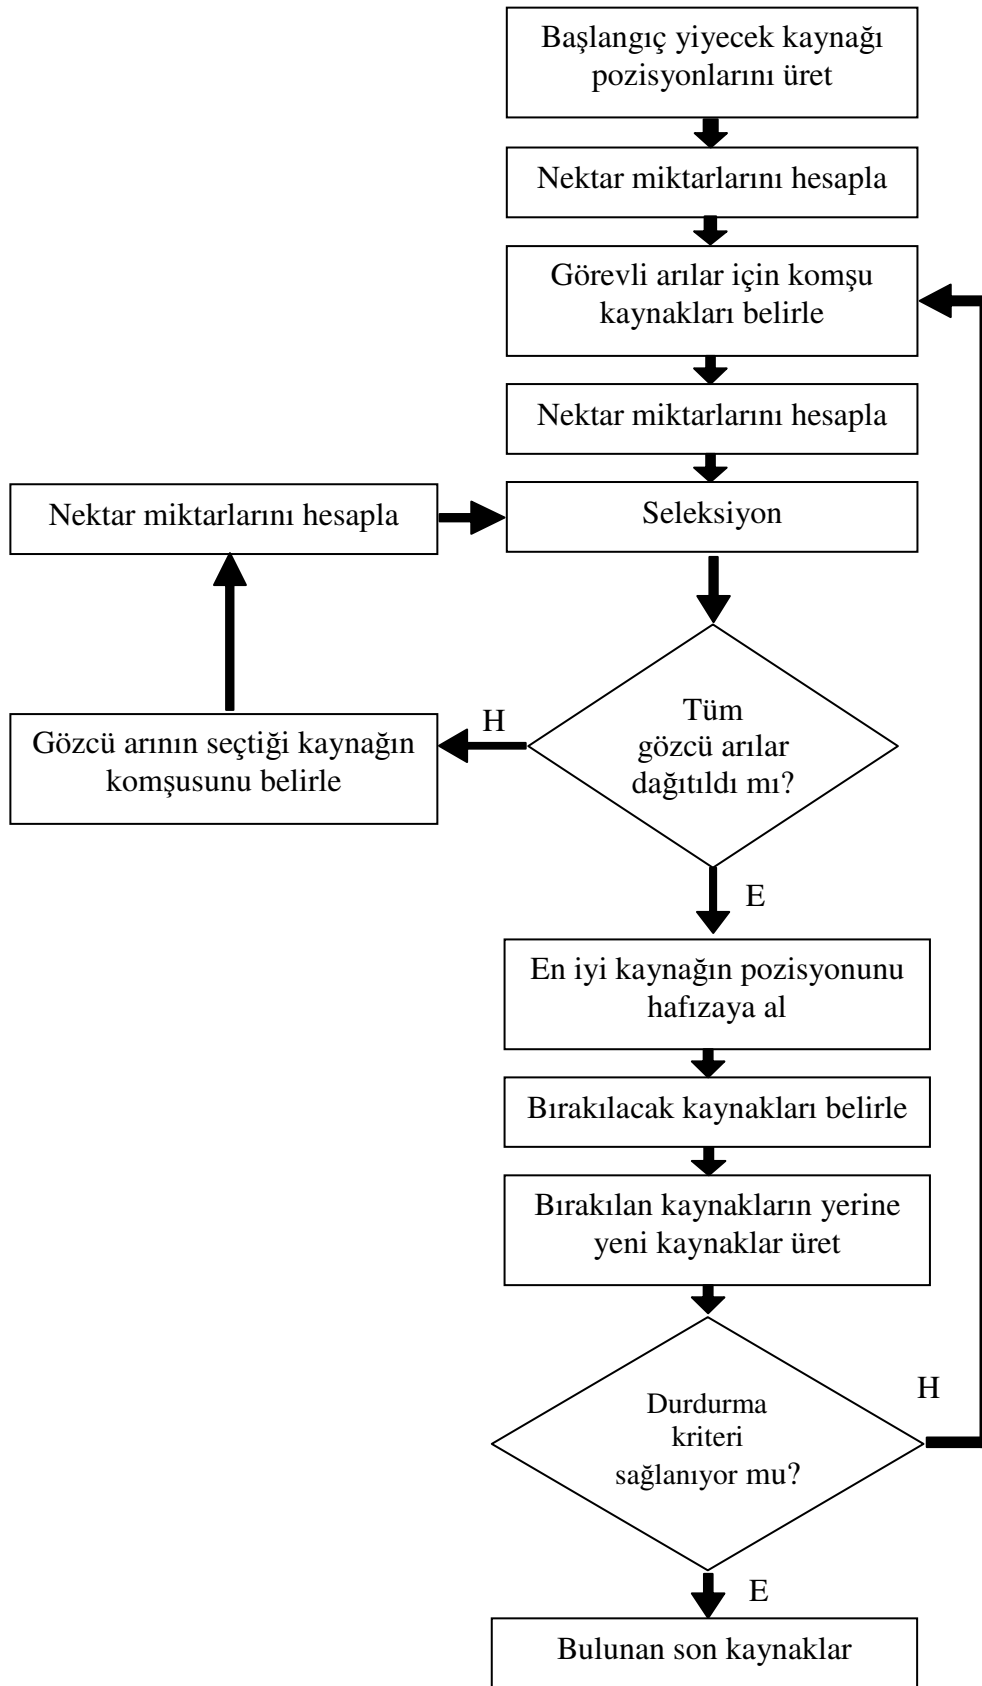 Başlangıç yiyecek kaynağı
pozisyonlarını üret
Nektar miktarlarını hesapla
Görevli arılar için komşu
kaynakları belirle
Nektar miktarlarını hesapla
Nektar miktarlarını hesapla
Seleksiyon
Gözcü arının seçtiği kaynağın
komşusunu belirle
H
Tüm
gözcü arılar
dağıtıldı mı?
E
En iyi kaynağın pozisyonunu
hafızaya al
Bırakılacak kaynakları belirle
Bırakılan kaynakların yerine
yeni kaynaklar üret
H
Durdurma
kriteri
sağlanıyor mu?
E
Bulunan son kaynaklar